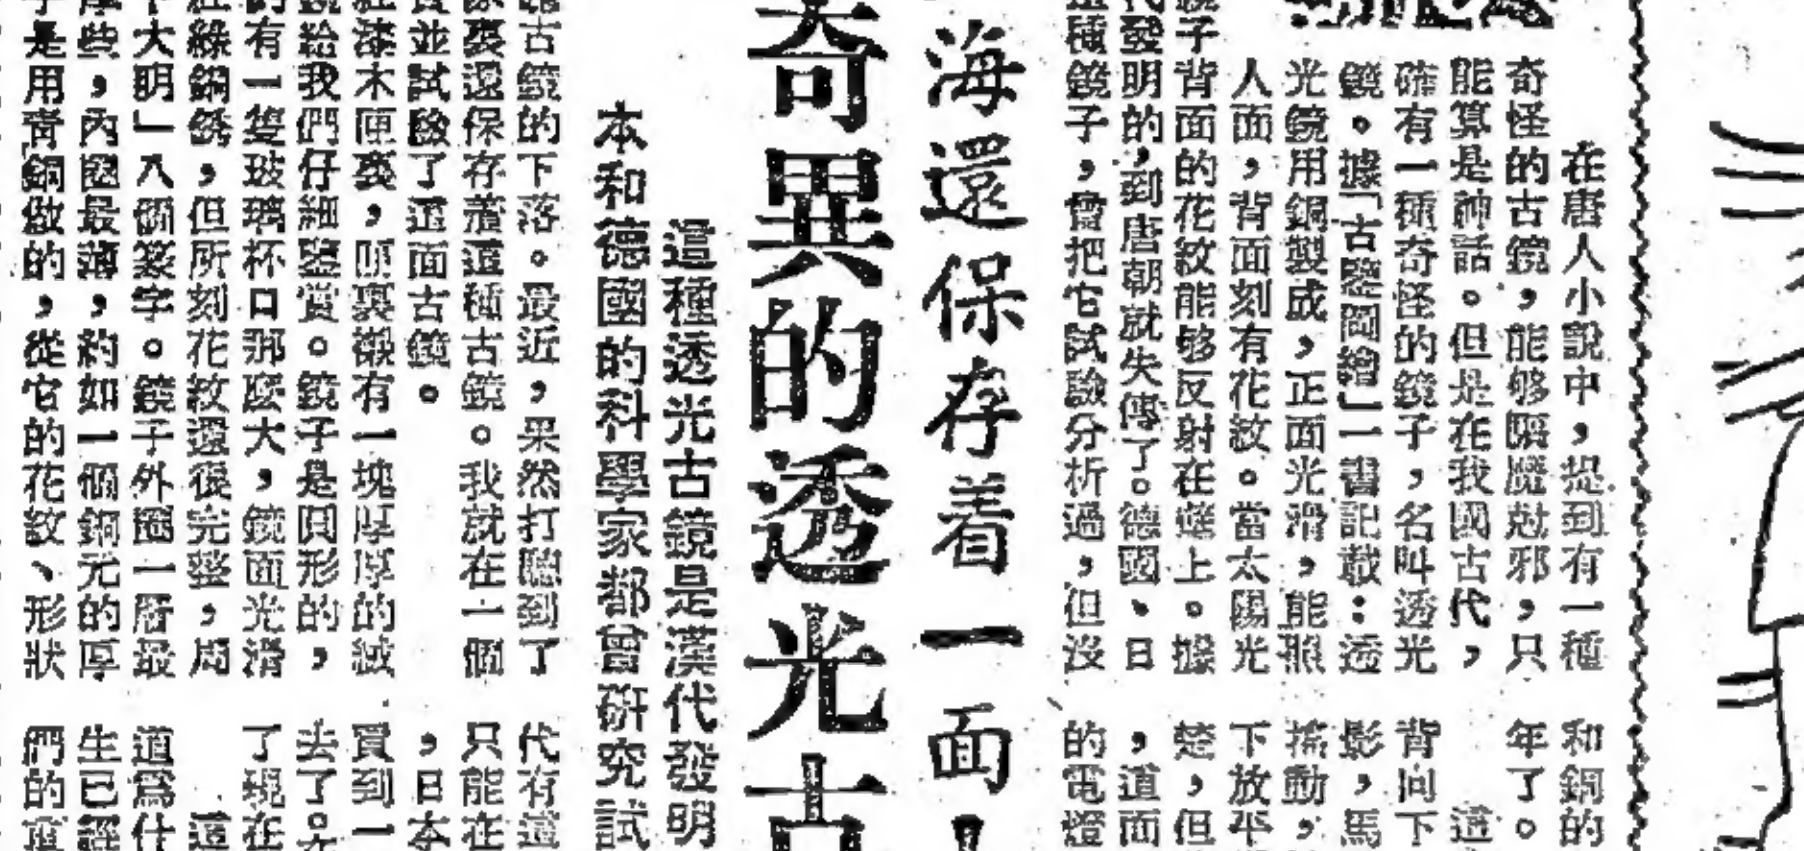 在唐人小說中，提到有一種
奇怪的古鏡，能够驅魔尅邪，只
能算是神話。但是在我國古代，
確有一種奇怪的鏡子，名叫透光
鏡。據「古鑒圖繪」一書記載：透
光鏡用銅製成，正面光滑，能照
人面，背面刻有花紋。當太陽光
鏡子背面的花紋能够反射在壁上。據
代發明的，到唐朝就失傳了。德國、日
這種鏡子，曾把它試驗分析過，但沒
海還保存着一面
奇異的透光古
這種透光古鏡是漢代發明
本和德國的科學家都曾研究試
古鏡的下落。最近，果然打聽到了
還保存着這種古鏡。我就在一個
並試驗了這面古鏡。
漆木匣裏，匣裏襯有一塊厚厚的絨
給我們仔細鑒賞。鏡子是圓形的，
有一隻玻璃杯口那麼大，鏡面光滑
綠銅銹，但所刻花紋還很完整，周
大明」八個篆字。鏡子外圈一層最
些，內圈最薄，約如一個銅元的厚
是用青銅做的，從它的花紋、形狀
和銅的
年了。
這
背向下
影，馬
搖動，
下放平
楚，但
，道面
的電燈
代有這
只能在
，日本
買到一
去了。在
了現在
這
道爲什
生已經
們的